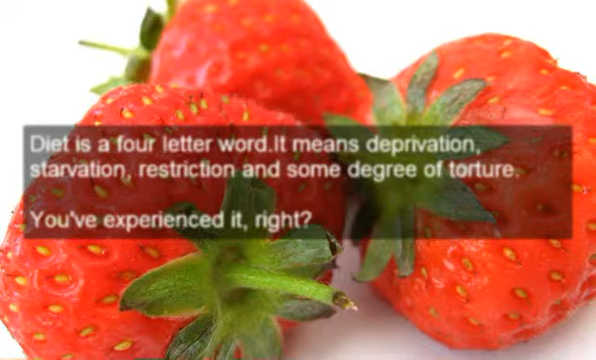 Diet is a four letter word.It means deprivation,
starvation, restriction and some degree of torture.
You've experienced it, right?